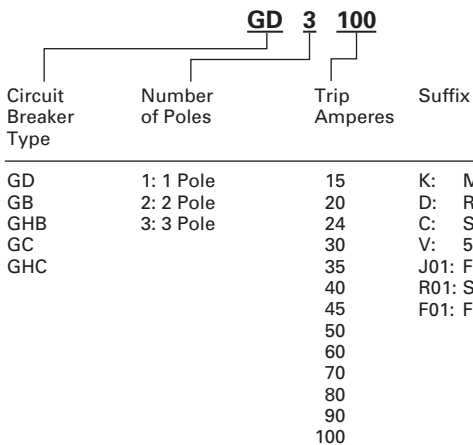 GD 3 100
Circuit Number Trip Suffix
Breaker of Poles Amperes
Type
GD 1: 1 Pole 15 K: M
GB 2: 2 Pole 20 D: R
GHB 3: 3 Pole 24 C: S
GC 30 V: 5
GHC 35 J01: F
40 R01: S
45 F01: F
50
60
70
80
90
100